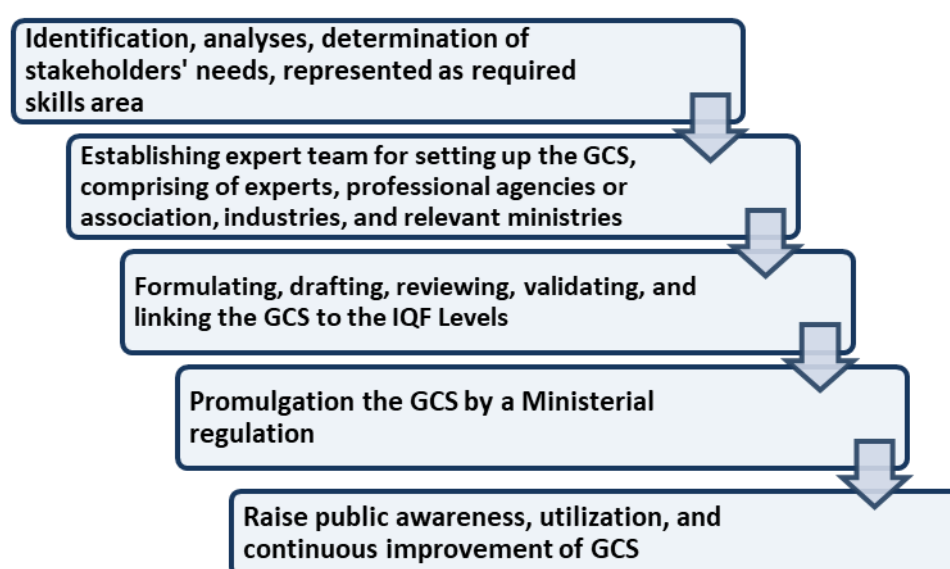 Identification, analyses, determination of
stakeholders' needs, represented as required
skills area
Establishing expert team for setting up the GCS,
comprising of experts, professional agencies or
association, industries, and relevant ministries
Formulating, drafting, reviewing, validating, and
linking the GCS to the IQF Levels
Promulgation the GCS by a Ministerial
regulation
Raise public awareness, utilization, and
continuous improvement of GCS